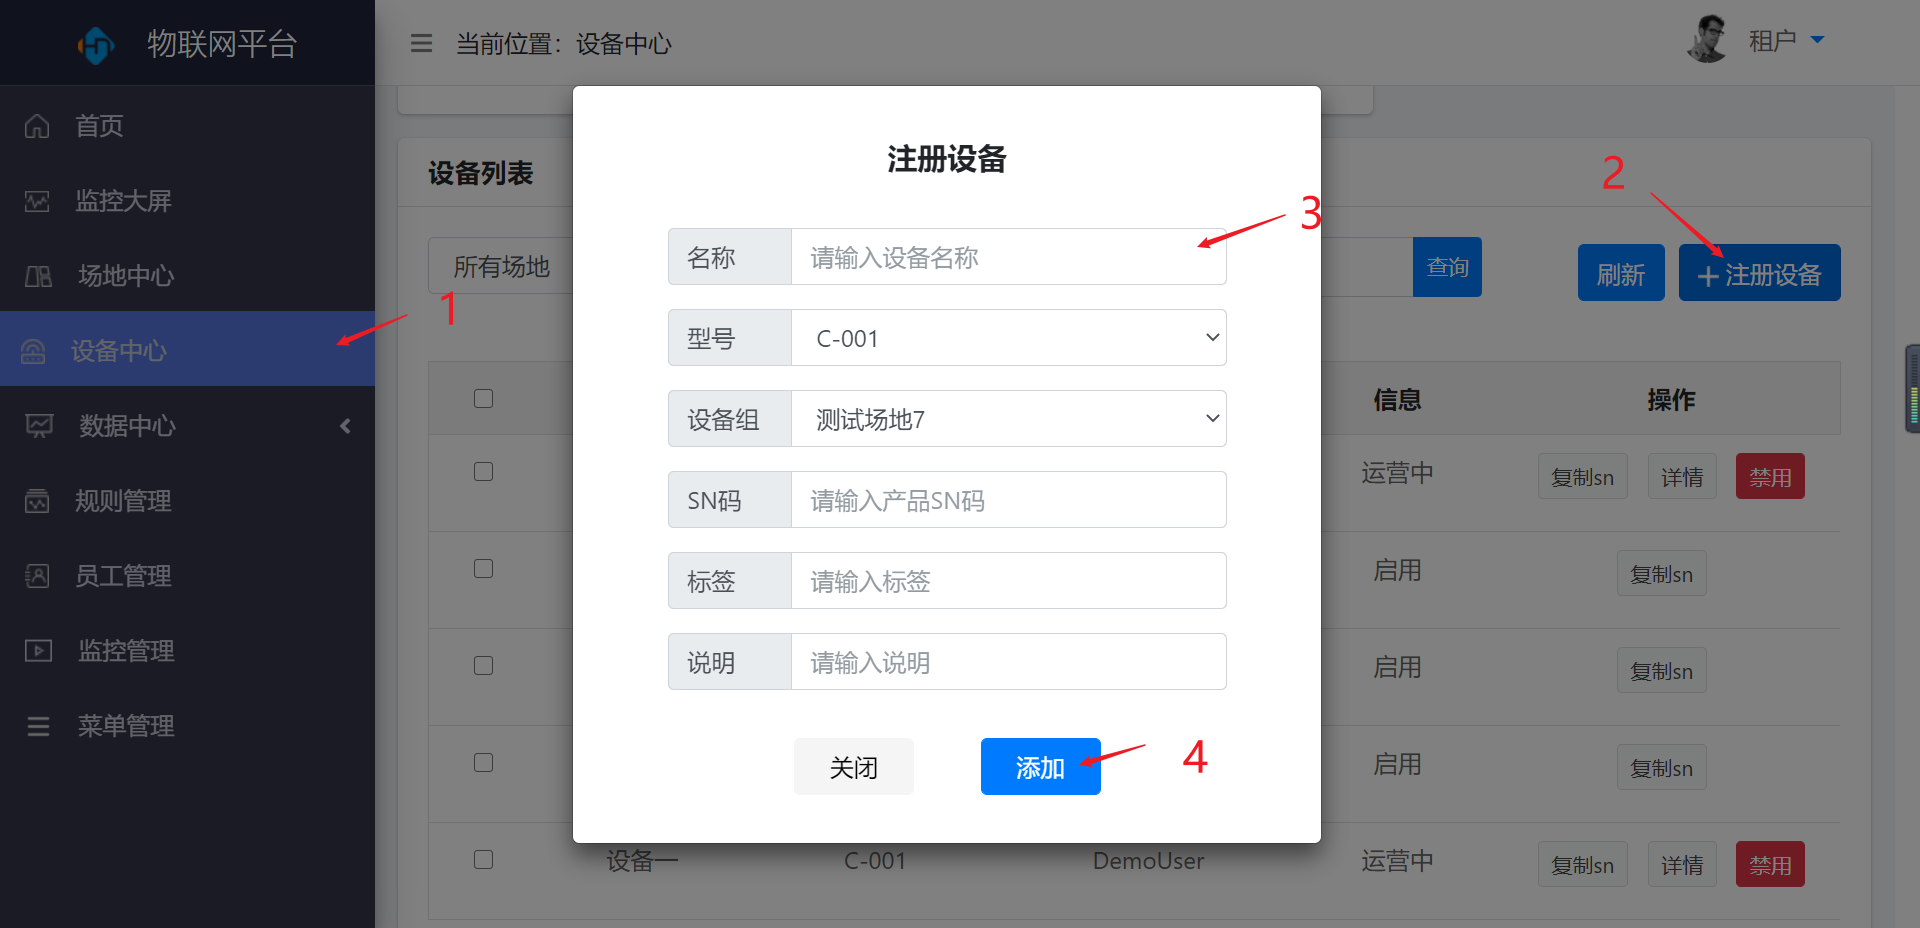 物联网平台
当前位置：设备中心
租户
首页
监控大屏
场地中心
设备中心
数据中心
规则管理
员工管理
监控管理
菜单管理
1
设备列表
2
所有场地
查询
刷新
注册设备
信息
操作
运营中
复制sn
详情
禁用
启用
复制sn
启用
复制sn
启用
复制sn
设备一
C-001
DemoUser
运营中
复制sn
详情
禁用
注册设备
3
名称
请输入设备名称
型号
C-001
设备组
测试场地7
SN码
请输入产品SN码
标签
请输入标签
说明
请输入说明
关闭
添加
4